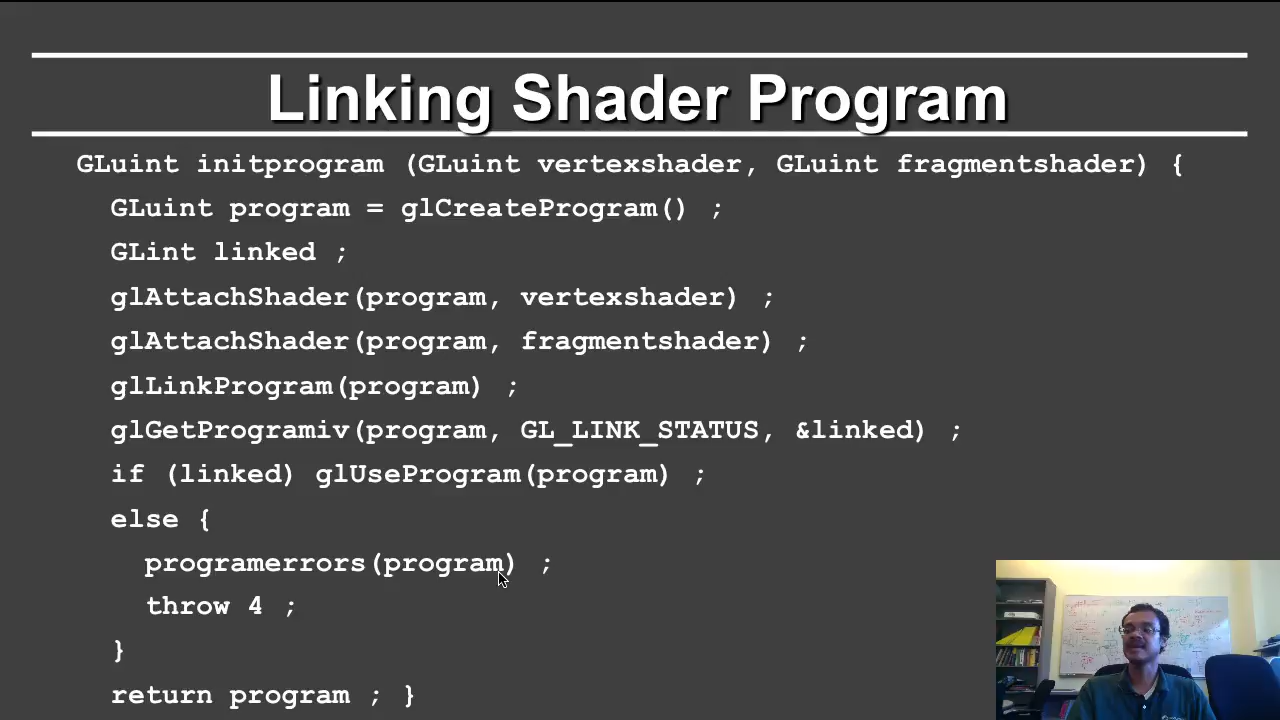 Linking Shader Program
GLuint initprogram (GLuint vertexshader, GLuint fragmentshader) {
GLuint program = glCreateProgram() ;
GLint linked ;
glAttachShader(program, vertexshader) ;
glAttachShader(program, fragmentshader) ;
glLinkProgram(program) ;
glGetProgramiv(program, GL_LINK_STATUS, &linked) ;
if (linked) glUseProgram(program) ;
else {
programerrors(program) ;
throw 4 ;
}
return program ; }